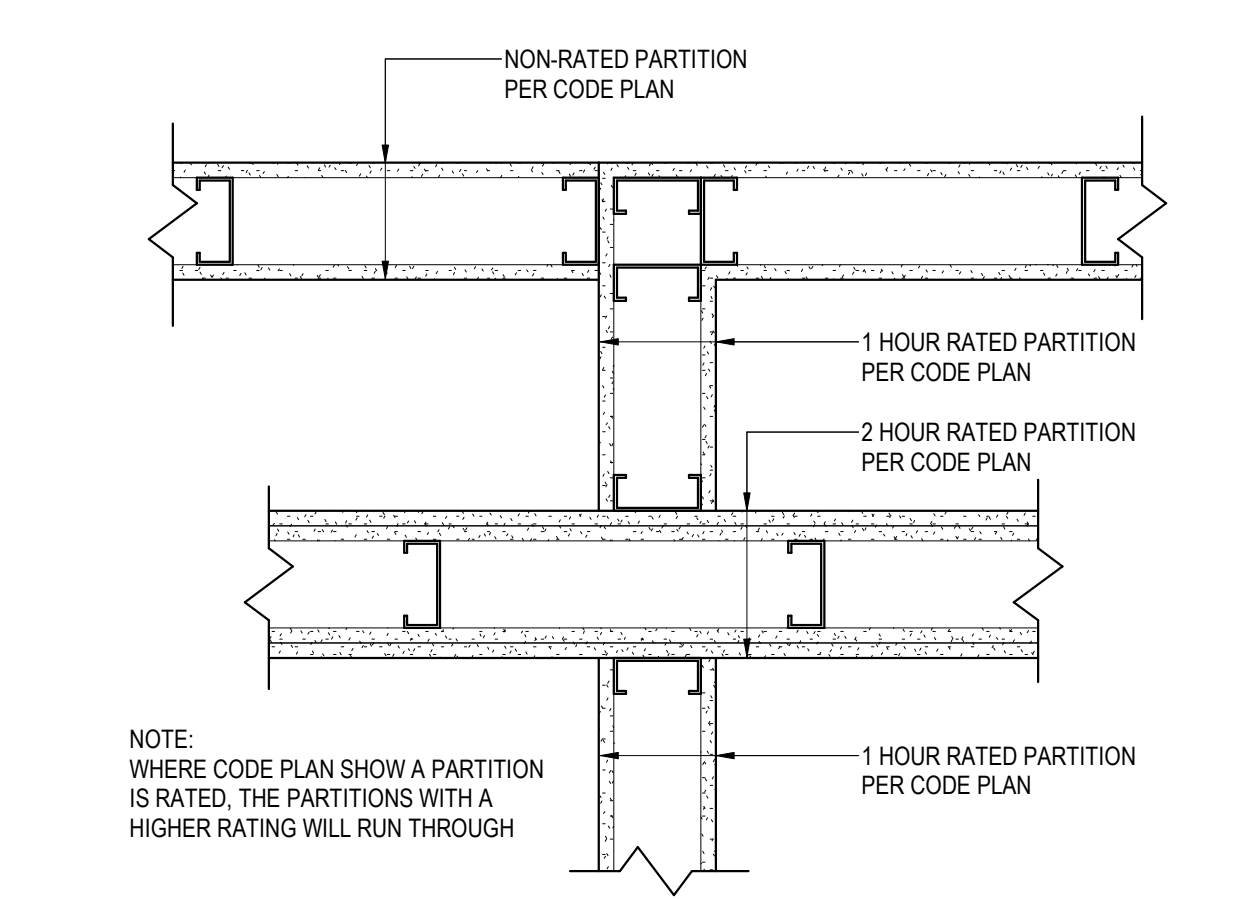 NON-RATED PARTITION
PER CODE PLAN
1 HOUR RATED PARTITION
PER CODE PLAN
2 HOUR RATED PARTITION
PER CODE PLAN
NOTE:
WHERE CODE PLAN SHOW A PARTITION
IS RATED, THE PARTITIONS WITH A
HIGHER RATING WILL RUN THROUGH
1 HOUR RATED PARTITION
PER CODE PLAN